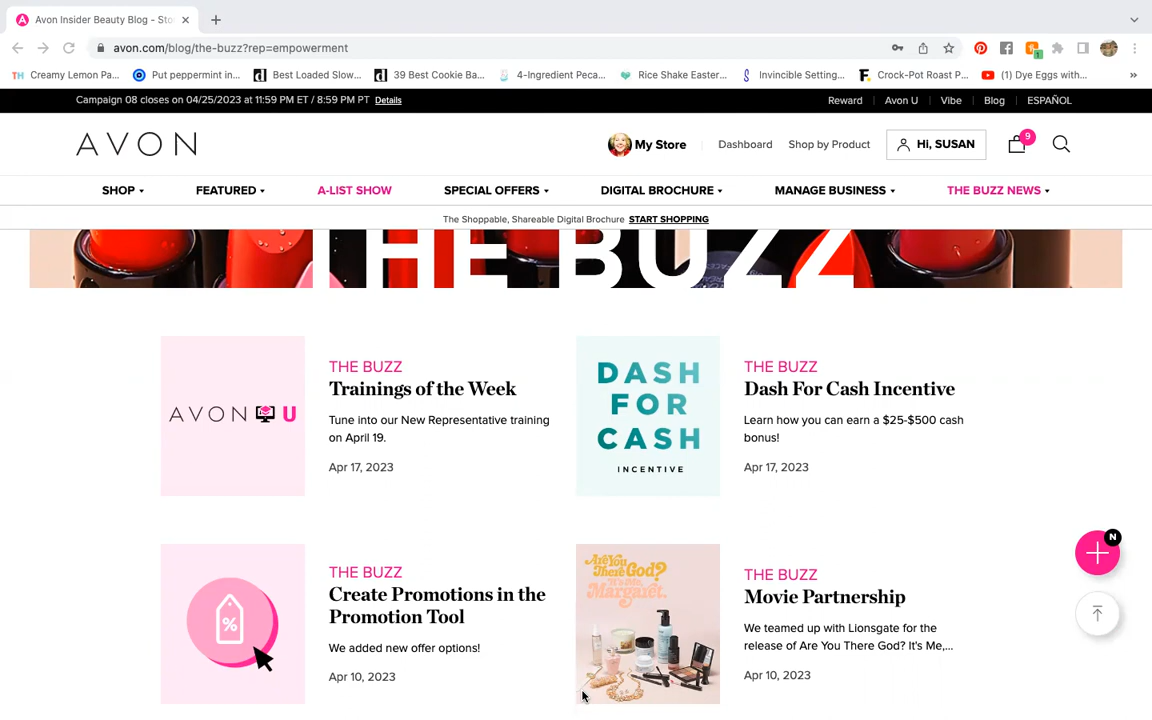 Avon Insider Beauty Blog - Sto
avon.com/blog/the-buzz?rep=empowerment
1
TH Creamy Lemon Pa...
Put peppermint in...
d Best Loaded Slow...
d 39 Best Cookie Ba...
4-Ingredient Peca...
Rice Shake Easter...
Invincible Setting...
F. Crock-Pot Roast P...
(1) Dye Eggs with...
»
Campaign 08 closes on 04/25/2023 at 11:59 PM ET / 8:59 PM PT Details
Reward | Avon U | Vibe | Blog | ESPAÑOL
AVON
My Store
Dashboard
Shop by Product
Hi, SUSAN
9
SHOP
FEATURED
A-LIST SHOW
SPECIAL OFFERS
DIGITAL BROCHURE
MANAGE BUSINESS
THE BUZZ NEWS
The Shoppable, Shareable Digital Brochure START SHOPPING
THE BUZZ
AVON U
THE BUZZ
Trainings of the Week
Tune into our New Representative training
on April 19.
Apr 17, 2023
DASH
FOR
CASH
INCENTIVE
THE BUZZ
Dash For Cash Incentive
Learn how you can earn a $25-$500 cash
bonus!
Apr 17, 2023
%
THE BUZZ
Create Promotions in the
Promotion Tool
We added new offer options!
Apr 10, 2023
Are You
There God?
It's Me,
Margaret.
THE BUZZ
Movie Partnership
We teamed up with Lionsgate for the
release of Are You There God? It's Me,...
Apr 10, 2023
N